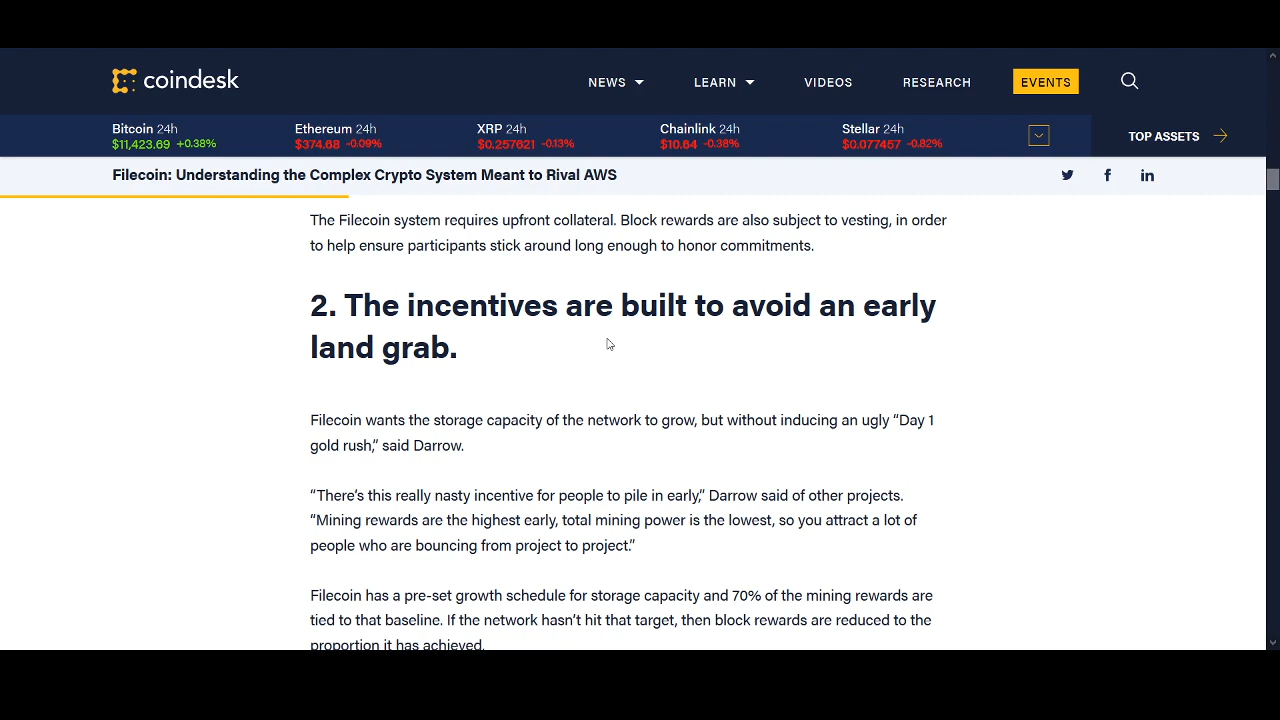 coindesk
NEWS LEARN VIDEOS RESEARCH EVENTS
Bitcoin 24h Ethereum 24h XRP 24h Chainlink 24h Stellar 24h
$11,423.69 +0.38% $374.68 -0.09% $0.257621 -0.13% $10.64 -0.38% $0.077457 -0.82%
TOP ASSETS
Filecoin: Understanding the Complex Crypto System Meant to Rival AWS
The Filecoin system requires upfront collateral. Block rewards are also subject to vesting, in order
to help ensure participants stick around long enough to honor commitments.
2. The incentives are built to avoid an early
land grab.
Filecoin wants the storage capacity of the network to grow, but without inducing an ugly “Day 1
gold rush,” said Darrow.
“There’s this really nasty incentive for people to pile in early,” Darrow said of other projects.
“Mining rewards are the highest early, total mining power is the lowest, so you attract a lot of
people who are bouncing from project to project.”
Filecoin has a pre-set growth schedule for storage capacity and 70% of the mining rewards are
tied to that baseline. If the network hasn’t hit that target, then block rewards are reduced to the
proportion it has achieved.